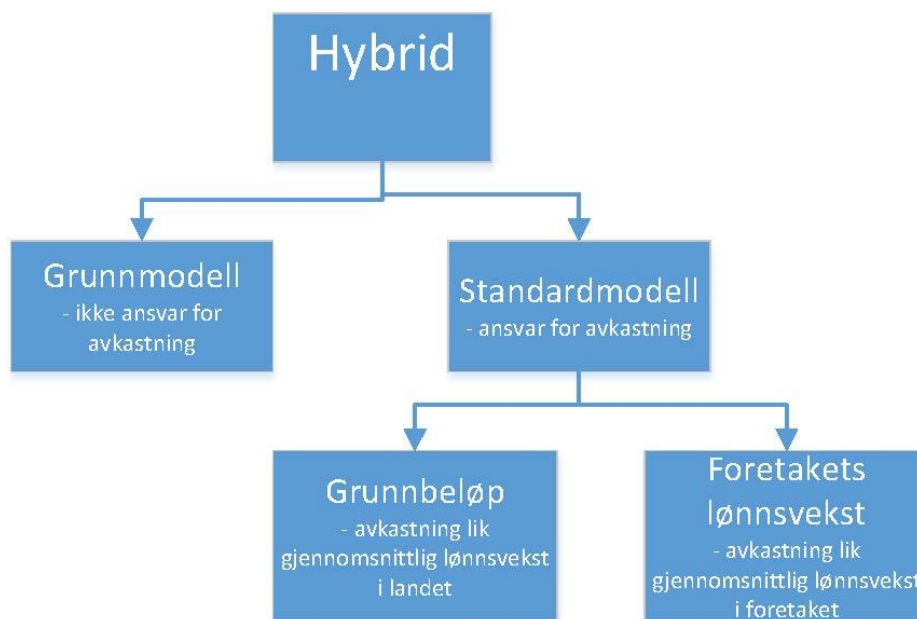 Hybrid
Grunnmodell
- ikke ansvar for
avkastning
Standardmodell
- ansvar for avkastning
Grunnbeløp
- avkastning lik
gjennomsnittlig lønnsvekst
i landet
Foretakets
lønnsvekst
- avkastning lik
gjennomsnittlig lønnsvekst
i foretaket